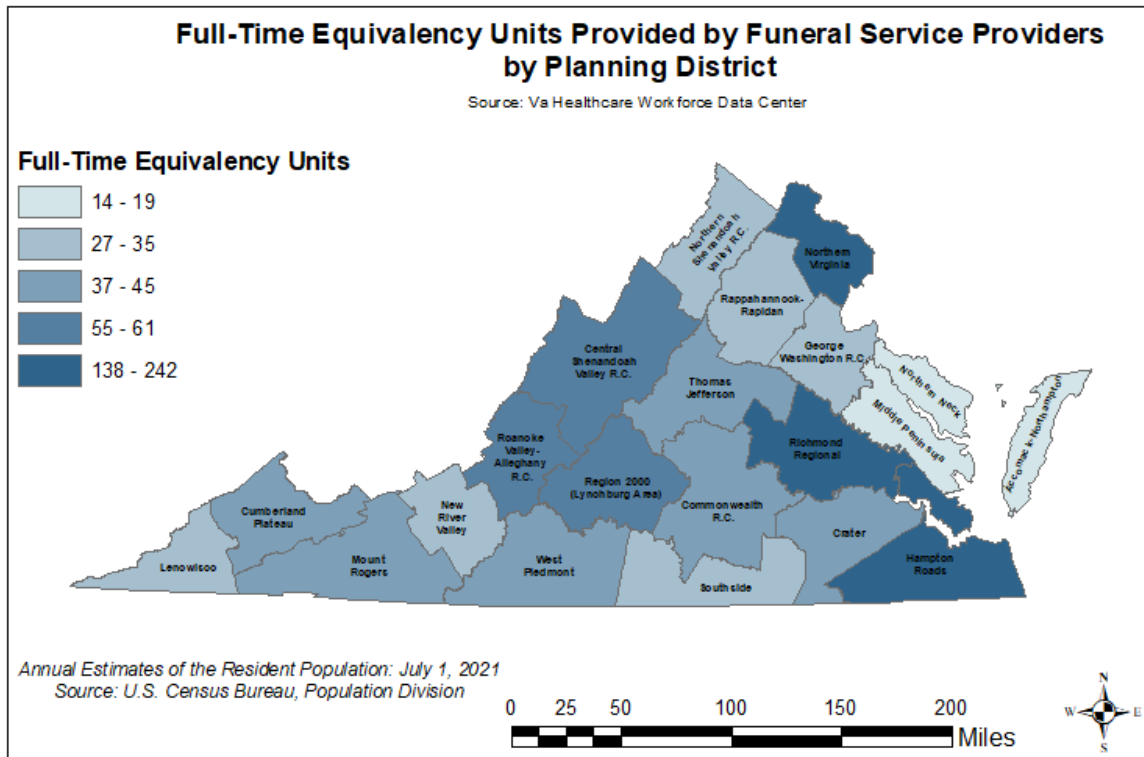 Full-Time Equivalency Units Provided by Funeral Service Providers
by Planning District
Source: Va Healthcare Workforce Data Center
Full-Time Equivalency Units
14 - 19
27 - 35
37 - 45
55 - 61
138 - 242
Northern
Shenandoah
Valley R.C.
Northern
Virginia
Rappahannook-
Rapidan
George
Washington R.C.
Northern Neck
Middle Peninsula
Accomack-Northampton
Central
Shenandoah
Valley R.C.
Thomas
Jefferson
Richmond
Regional
Roanoke
Valley-
Alleghany
R.C.
Region 2000
(Lynohburg Area)
Commonwealth
R.C.
Cumberland
Plateau
New
River
Valley
Crater
Lenowisoo
Mount
Rogers
West
Piedmont
Southside
Hampton
Roads
Annual Estimates of the Resident Population: July 1, 2021
Source: U.S. Census Bureau, Population Division
0 25 50 100 150 200
Miles
N
W E
S